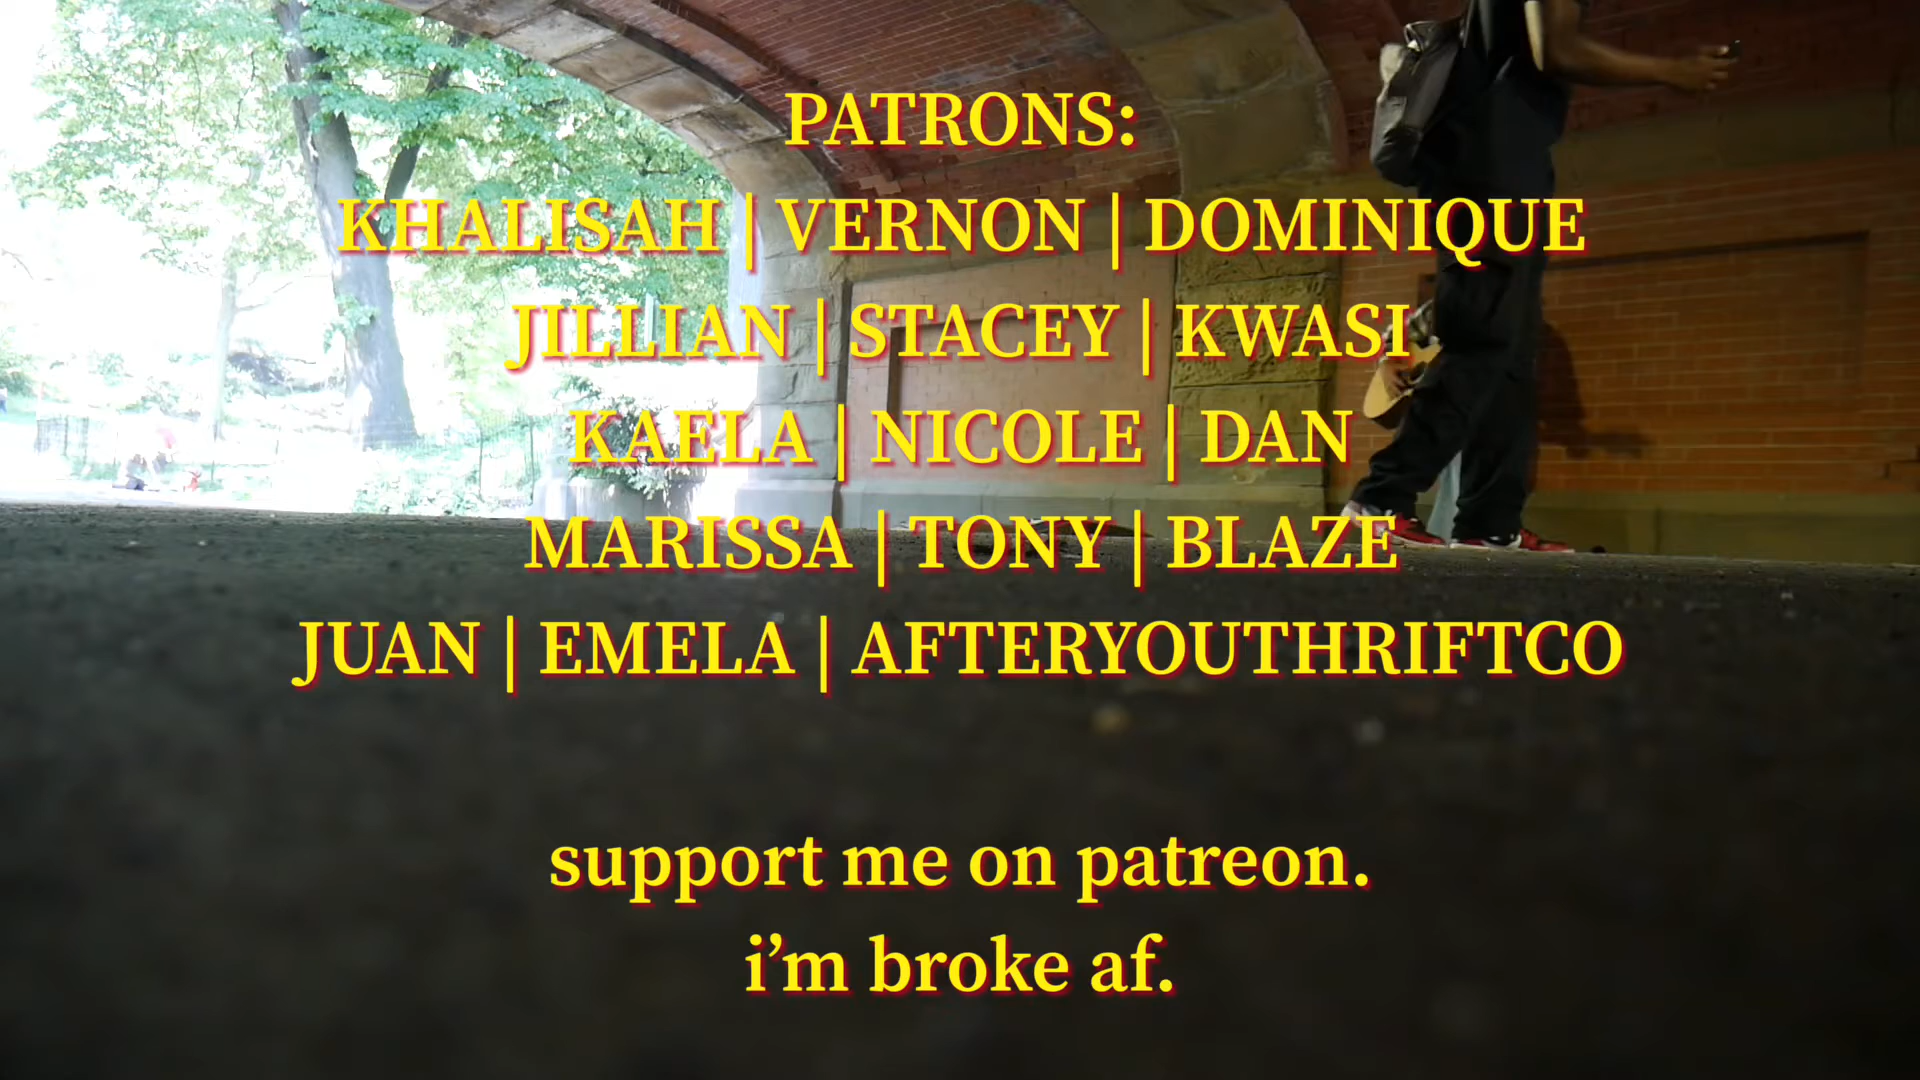 PATRONS:
KHALISAH | VERNON | DOMINIQUE
JILLIAN | STACEY | KWASI
KAELA | NICOLE | DAN
MARISSA | TONY | BLAZE
JUAN | EMELA | AFTERYOUTHRIFTCO
support me on patreon.
i’m broke af.